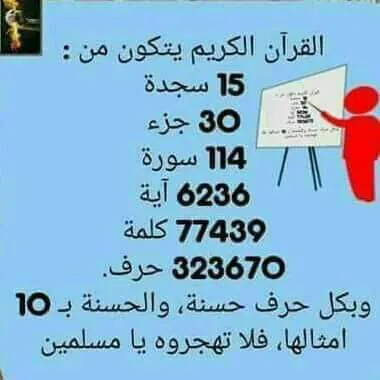 القرآن الكريم يتكون من :
15 سجدة
30 جزء
114 سورة
6236 آية
77439 كلمة
323670 حرف.
وبكل حرف حسنة، والحسنة بـ 10
امثالها، فلا تهجروه يا مسلمين